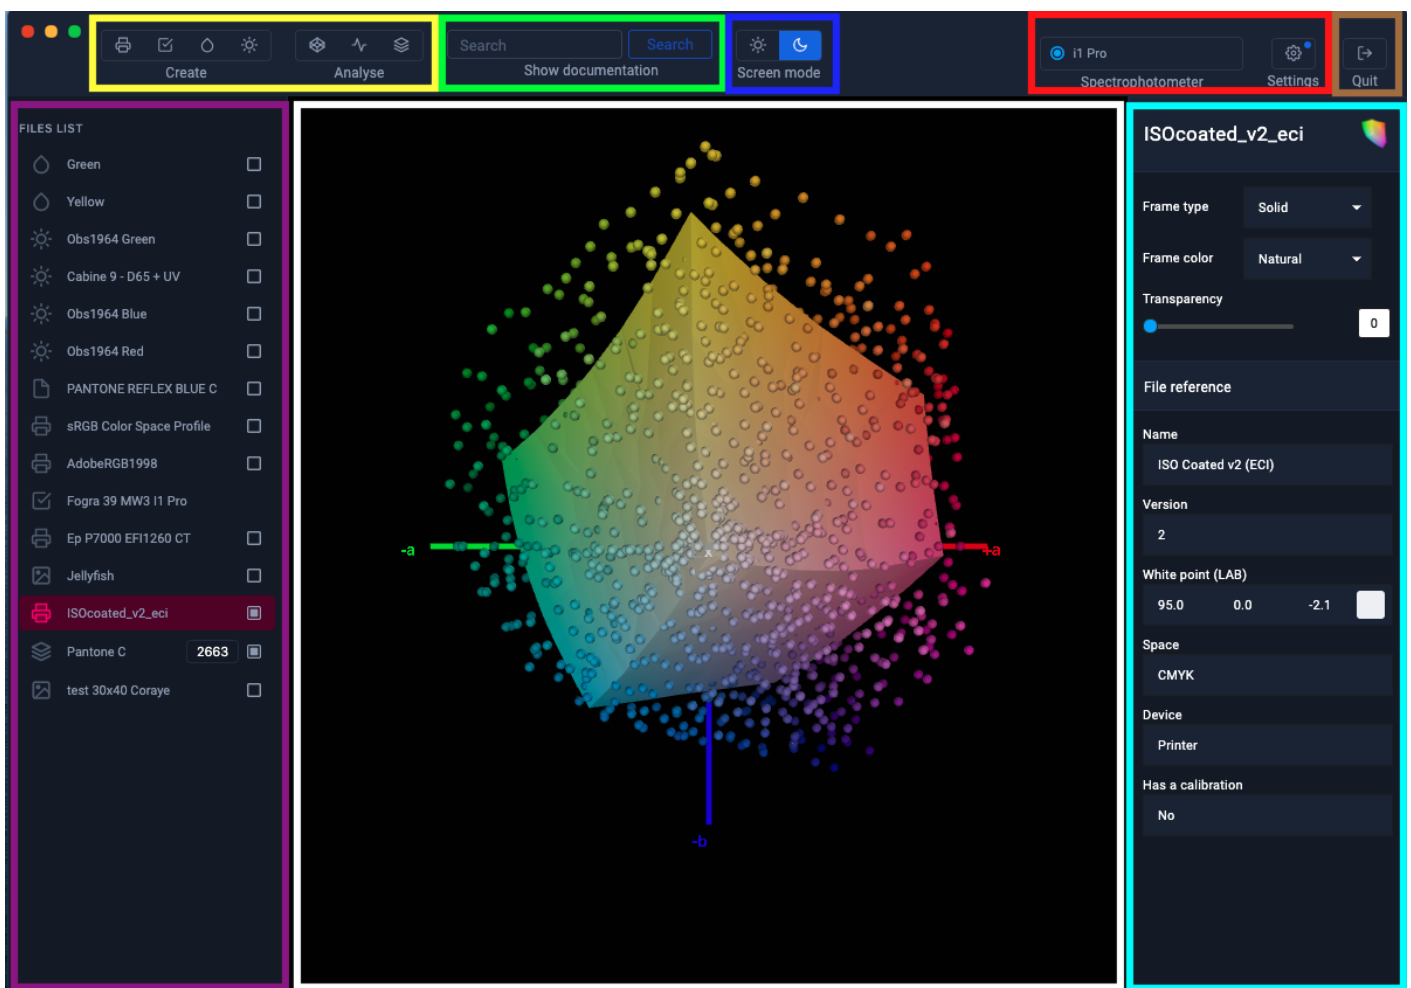 Create
Analyse
Search
Search
Show documentation
Screen mode
i1 Pro
Spectrophotometer
Settings
Quit
FILES LIST
Green
Yellow
Obs1964 Green
Cabine 9 - D65 + UV
Obs1964 Blue
Obs1964 Red
PANTONE REFLEX BLUE C
sRGB Color Space Profile
AdobeRGB1998
Fogra 39 MW3 I1 Pro
Ep P7000 EFI1260 CT
Jellyfish
ISOcoated_v2_eci
Pantone C 2663
test 30x40 Coraye
-a
+a
-b
ISOcoated_v2_eci
Frame type Solid
Frame color Natural
Transparency
0
File reference
Name
ISO Coated v2 (ECI)
Version
2
White point (LAB)
95.0 0.0 -2.1
Space
CMYK
Device
Printer
Has a calibration
No